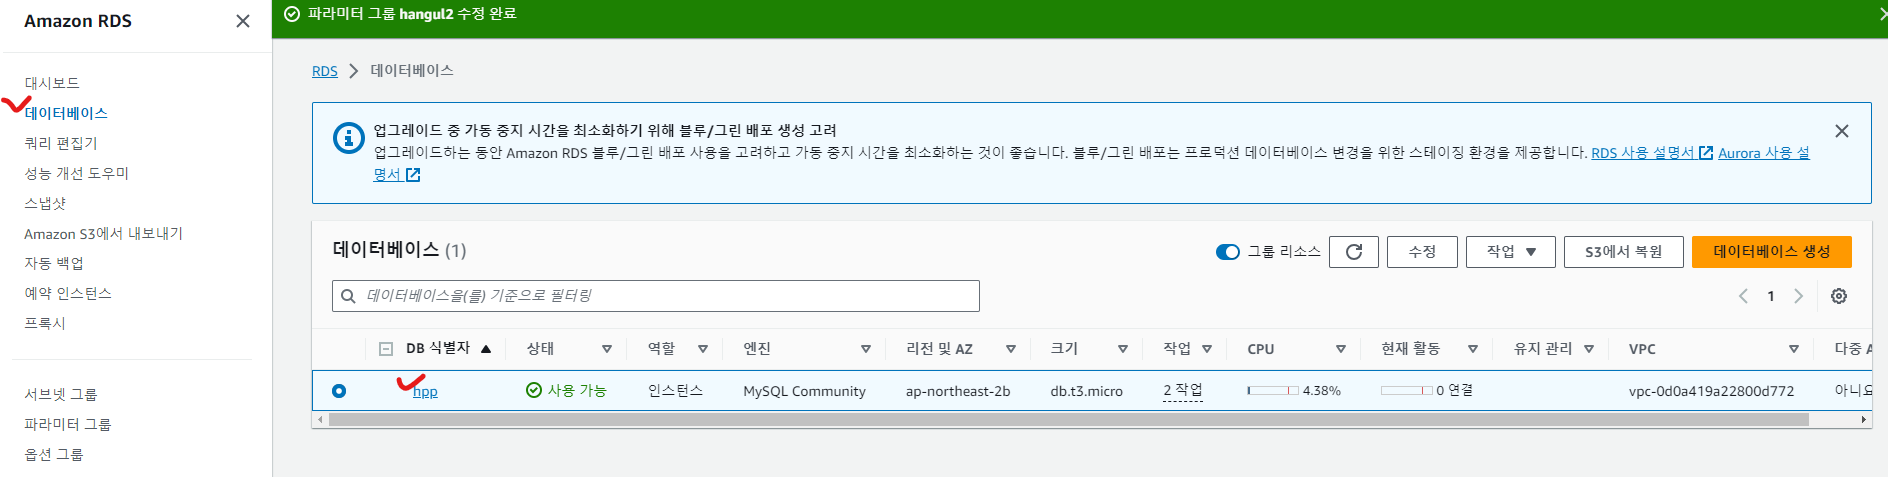 Amazon RDS
대시보드
데이터베이스
쿼리 편집기
성능 개선 도우미
스냅샷
Amazon S3에서 내보내기
자동 백업
예약 인스턴스
프록시
서브넷 그룹
파라미터 그룹
옵션 그룹
파라미터 그룹 hangul2 수정 완료
RDS > 데이터베이스
업그레이드 중 가동 중지 시간을 최소화하기 위해 블루/그린 배포 생성 고려
업그레이드하는 동안 Amazon RDS 블루/그린 배포 사용을 고려하고 가동 중지 시간을 최소화하는 것이 좋습니다. 블루/그린 배포는 프로덕션 데이터베이스 변경을 위한 스테이징 환경을 제공합니다. RDS 사용 설명서 Aurora 사용 설
명서
데이터베이스 (1) 그룹 리소스 수정 작업 S3에서 복원 데이터베이스 생성
데이터베이스을(를) 기준으로 필터링 1
DB 식별자 상태 역할 엔진 리전 및 AZ 크기 작업 CPU 현재 활동 유지 관리 VPC 다중 A
hpp 사용 가능 인스턴스 MySQL Community ap-northeast-2b db.t3.micro 2 작업 4.38% 0 연결 vpc-0d0a419a22800d772 아니요